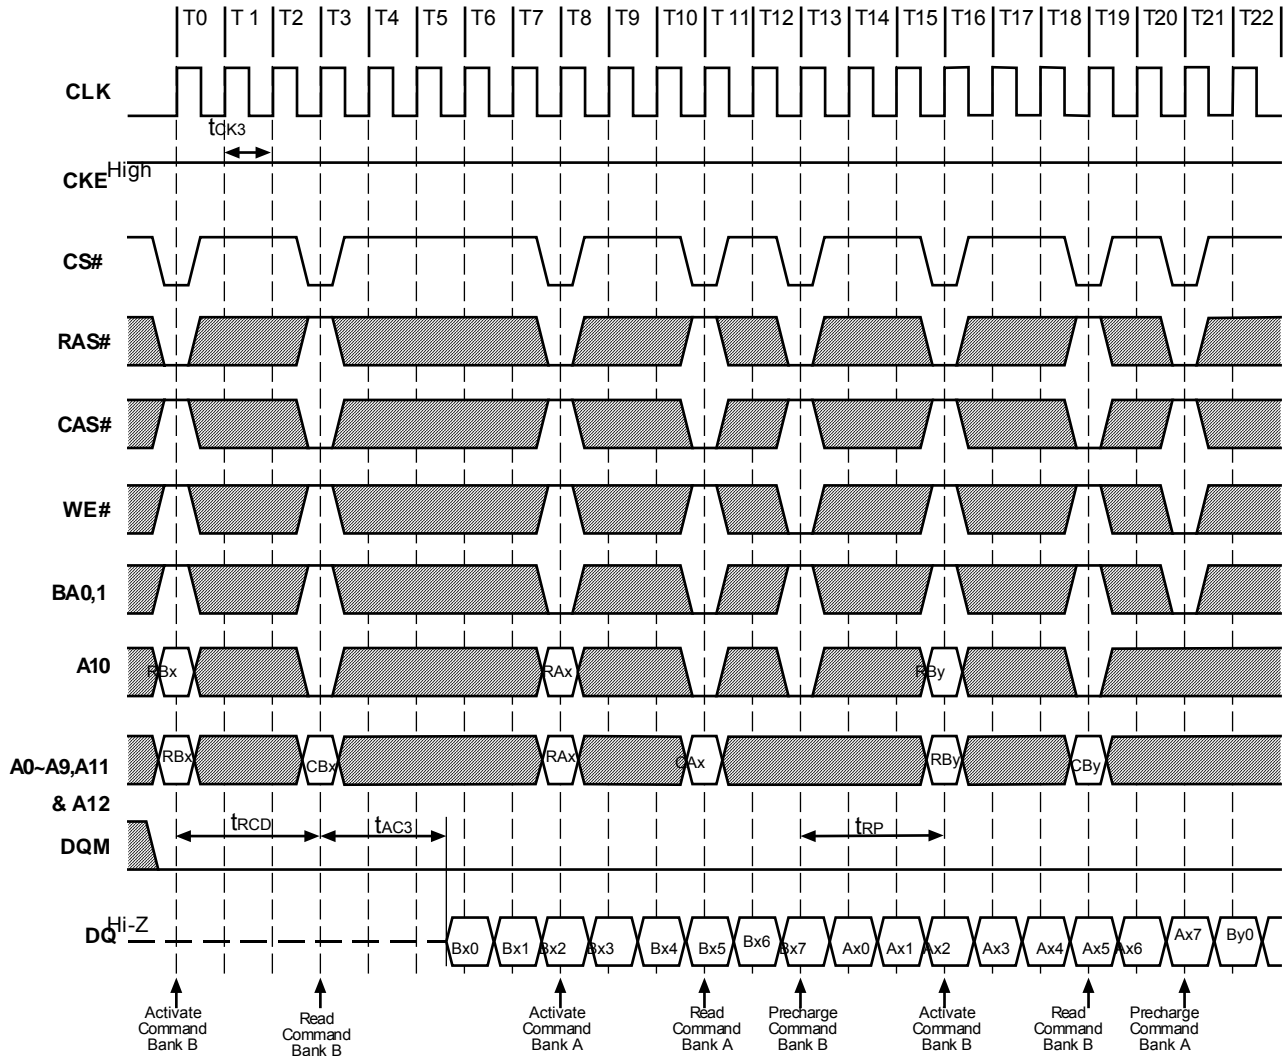 T0 T 1 T2 T3 T4 T5 T6 T7 T8 T9 T10 T 11 T12 T13 T14 T15 T16 T17 T18 T19 T20 T21 T22
CLK
tCK3
High
CKE
CS#
RAS#
CAS#
WE#
BA0,1
A10
RBx RAx RBy
A0~A9,A11
& A12
RBx CBx RAx CAx RBy CBy
tRCD tAC3 tRP
DQM
Hi-Z
DQ
Bx0 Bx1 Bx2 Bx3 Bx4 Bx5 Bx6 Bx7 Ax0 Ax1 Ax2 Ax3 Ax4 Ax5 Ax6 Ax7 By0
Activate
Command
Bank B
Read
Command
Bank B
Activate
Command
Bank A
Read
Command
Bank A
Precharge
Command
Bank B
Activate
Command
Bank B
Read
Command
Bank B
Precharge
Command
Bank A